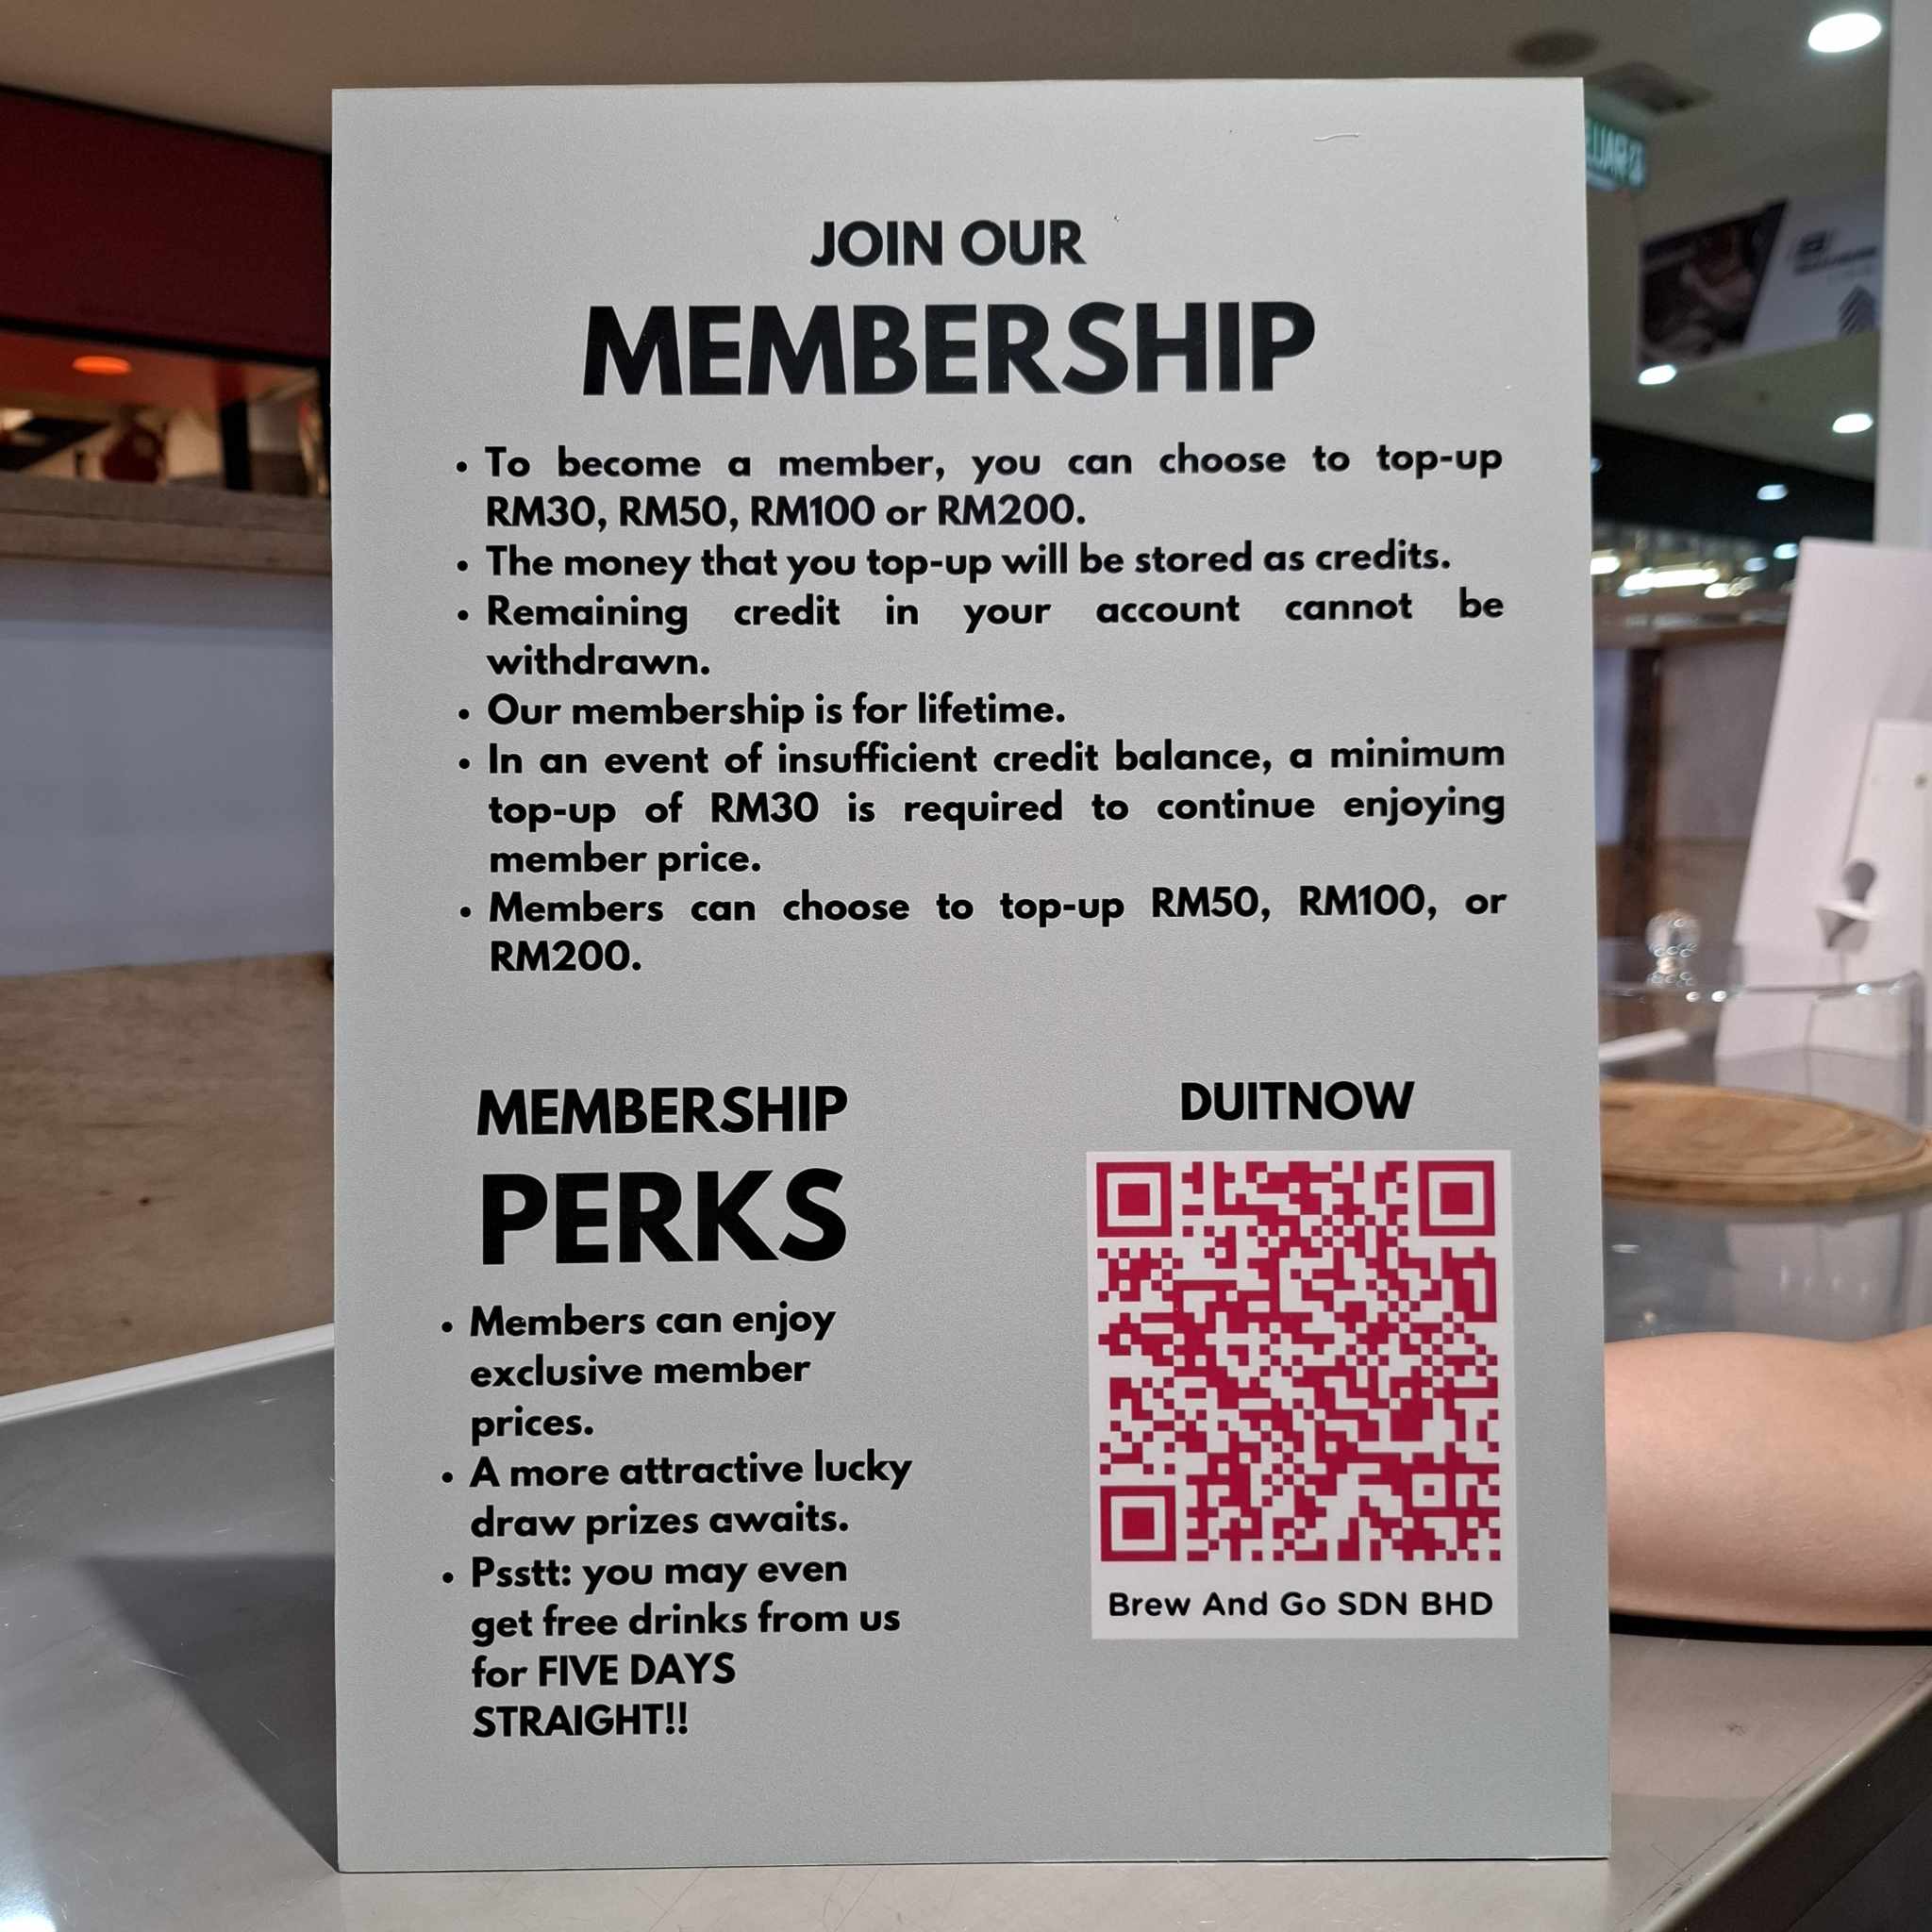 JOIN OUR
MEMBERSHIP
• To become a member, you can choose to top-up
RM30, RM50, RM100 or RM200.
• The money that you top-up will be stored as credits.
• Remaining credit in your account cannot be
withdrawn.
• Our membership is for lifetime.
• In an event of insufficient credit balance, a minimum
top-up of RM30 is required to continue enjoying
member price.
• Members can choose to top-up RM50, RM100, or
RM200.
MEMBERSHIP
PERKS
• Members can enjoy
exclusive member
prices.
• A more attractive lucky
draw prizes awaits.
• Psstt: you may even
get free drinks from us
for FIVE DAYS
STRAIGHT!!
DUITNOW
Brew And Go SDN BHD